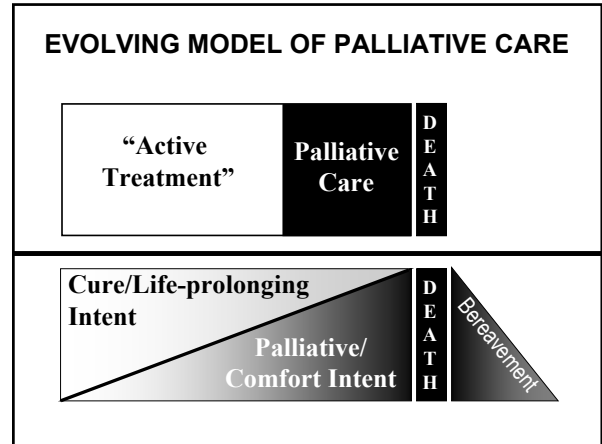 EVOLVING MODEL OF PALLIATIVE CARE
“Active
Treatment”
Palliative
Care
D
E
A
T
H
Cure/Life-prolonging
Intent
Palliative/
Comfort Intent
D
E
A
T
H
Bereavement